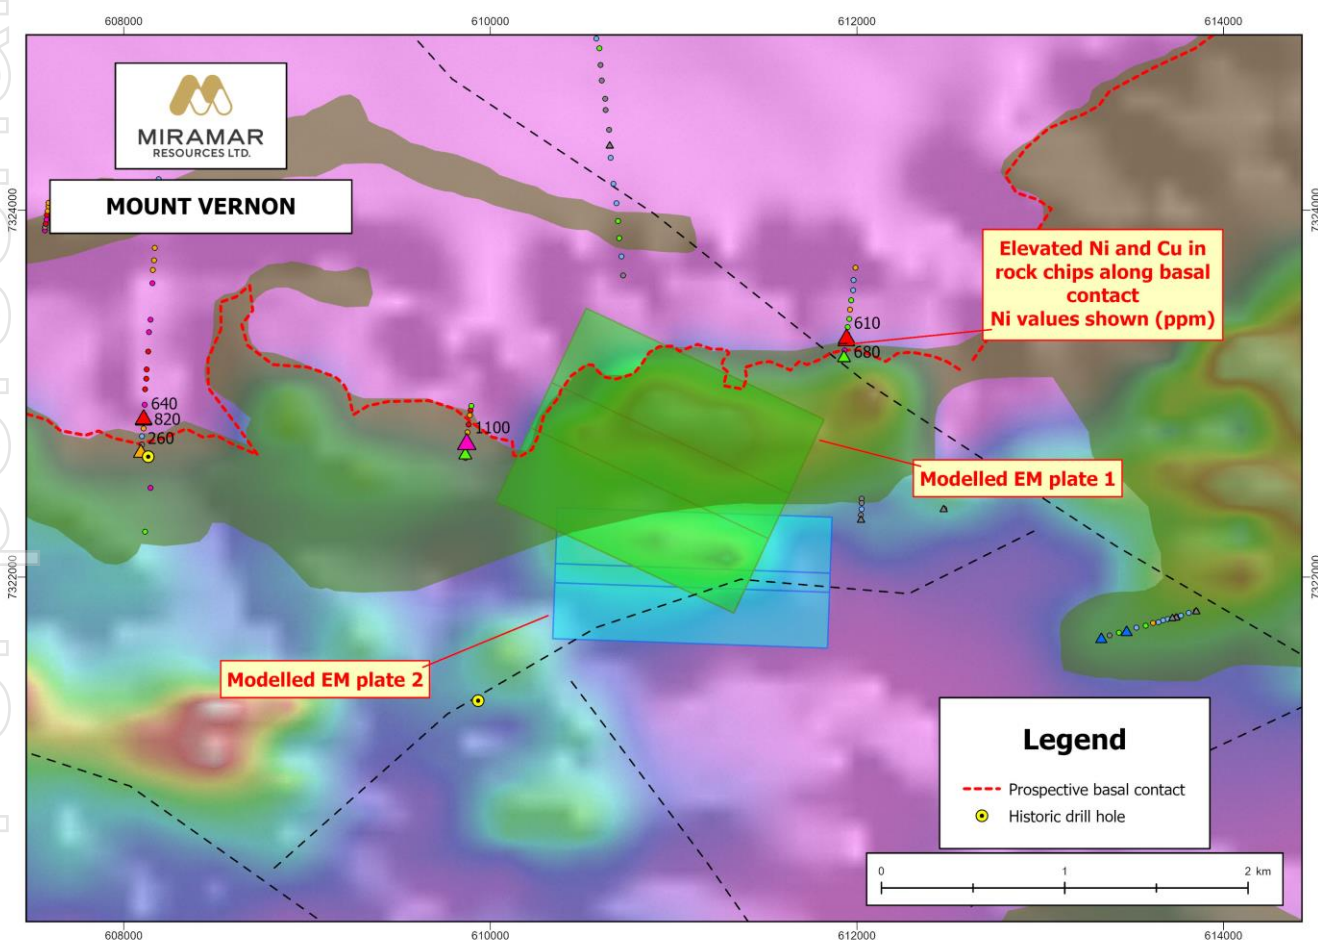 608000
610000
612000
614000
MIRAMAR
RESOURCES LTD.
MOUNT VERNON
7324000
7324000
Elevated Ni and Cu in
rock chips along basal
contact
Ni values shown (ppm)
610
680
640
820
260
1100
Modelled EM plate 1
7322000
7322000
Modelled EM plate 2
Legend
Prospective basal contact
Historic drill hole
0
1
2 km
608000
610000
612000
614000